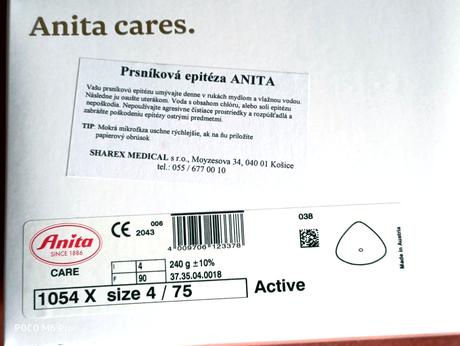 Anita cares.
Prsníková epitéza ANITA
Vašu prsníkovú epitézu umývajte denne v rukách mydlom a vlažnou vodou.
Následne ju osušte uterákom. Voda s obsahom chlóru, alebo soli epitézu
nepoškodia. Nepoužívajte agresívne čistiace prostriedky a rozpúšťadlá a
zabráňte poškodeniu epitézy ostrými predmetmi.
TIP: Mokrá mikrofáza uschne rýchlejšie, ak na ňu priložíte
papierový obrúsok
SHAREX MEDICAL s r.o., Moyzesova 34, 040 01 Košice
tel.: 055 / 677 00 10
Anita
SINCE 1886
CARE
CE 006
2043
4 009706 123378
038
I 4 240 g ±10%
F 90 37.35.04.0018
1054 X size 4 / 75
Active
Made in Austria
POCO M6 Pro